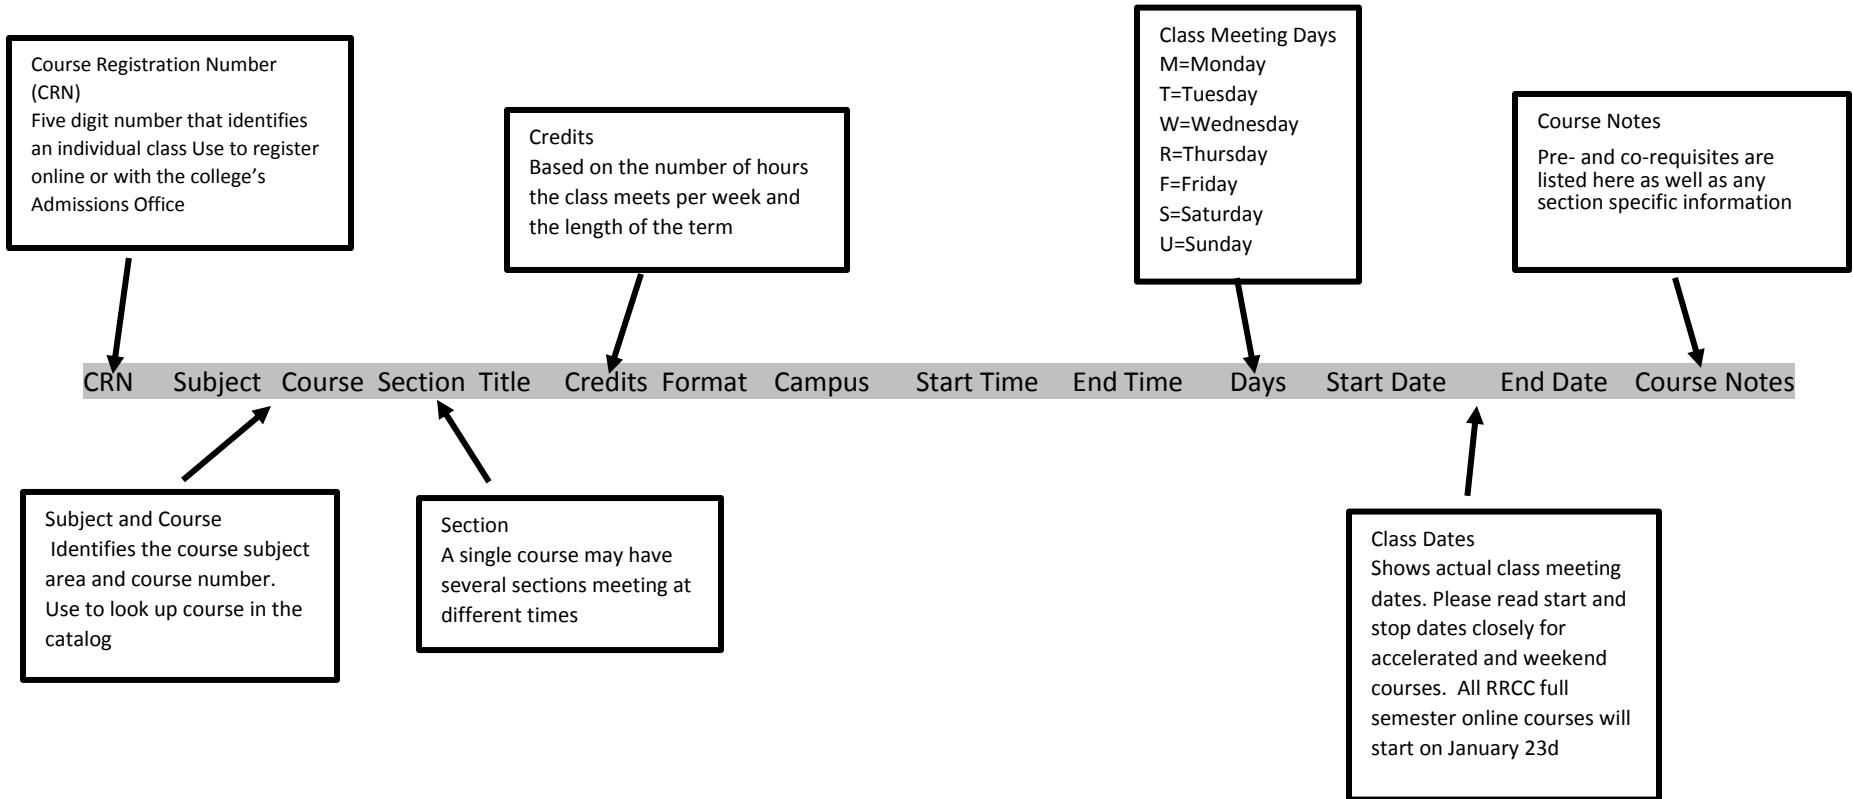 Course Registration Number
(CRN)
Five digit number that identifies
an individual class Use to register
online or with the college’s
Admissions Office
Credits
Based on the number of hours
the class meets per week and
the length of the term
Class Meeting Days
M=Monday
T=Tuesday
W=Wednesday
R=Thursday
F=Friday
S=Saturday
U=Sunday
Course Notes
Pre- and co-requisites are
listed here as well as any
section specific information
CRN Subject Course Section Title Credits Format Campus Start Time End Time Days Start Date End Date Course Notes
Subject and Course
Identifies the course subject
area and course number.
Use to look up course in the
catalog
Section
A single course may have
several sections meeting at
different times
Class Dates
Shows actual class meeting
dates. Please read start and
stop dates closely for
accelerated and weekend
courses. All RRCC full
semester online courses will
start on January 23d